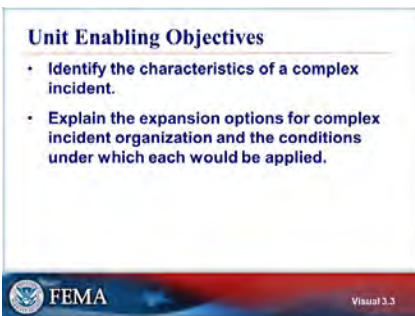 Unit Enabling Objectives
• Identify the characteristics of a complex
incident.
• Explain the expansion options for complex
incident organization and the conditions
under which each would be applied.
FEMA
Visual 3.3